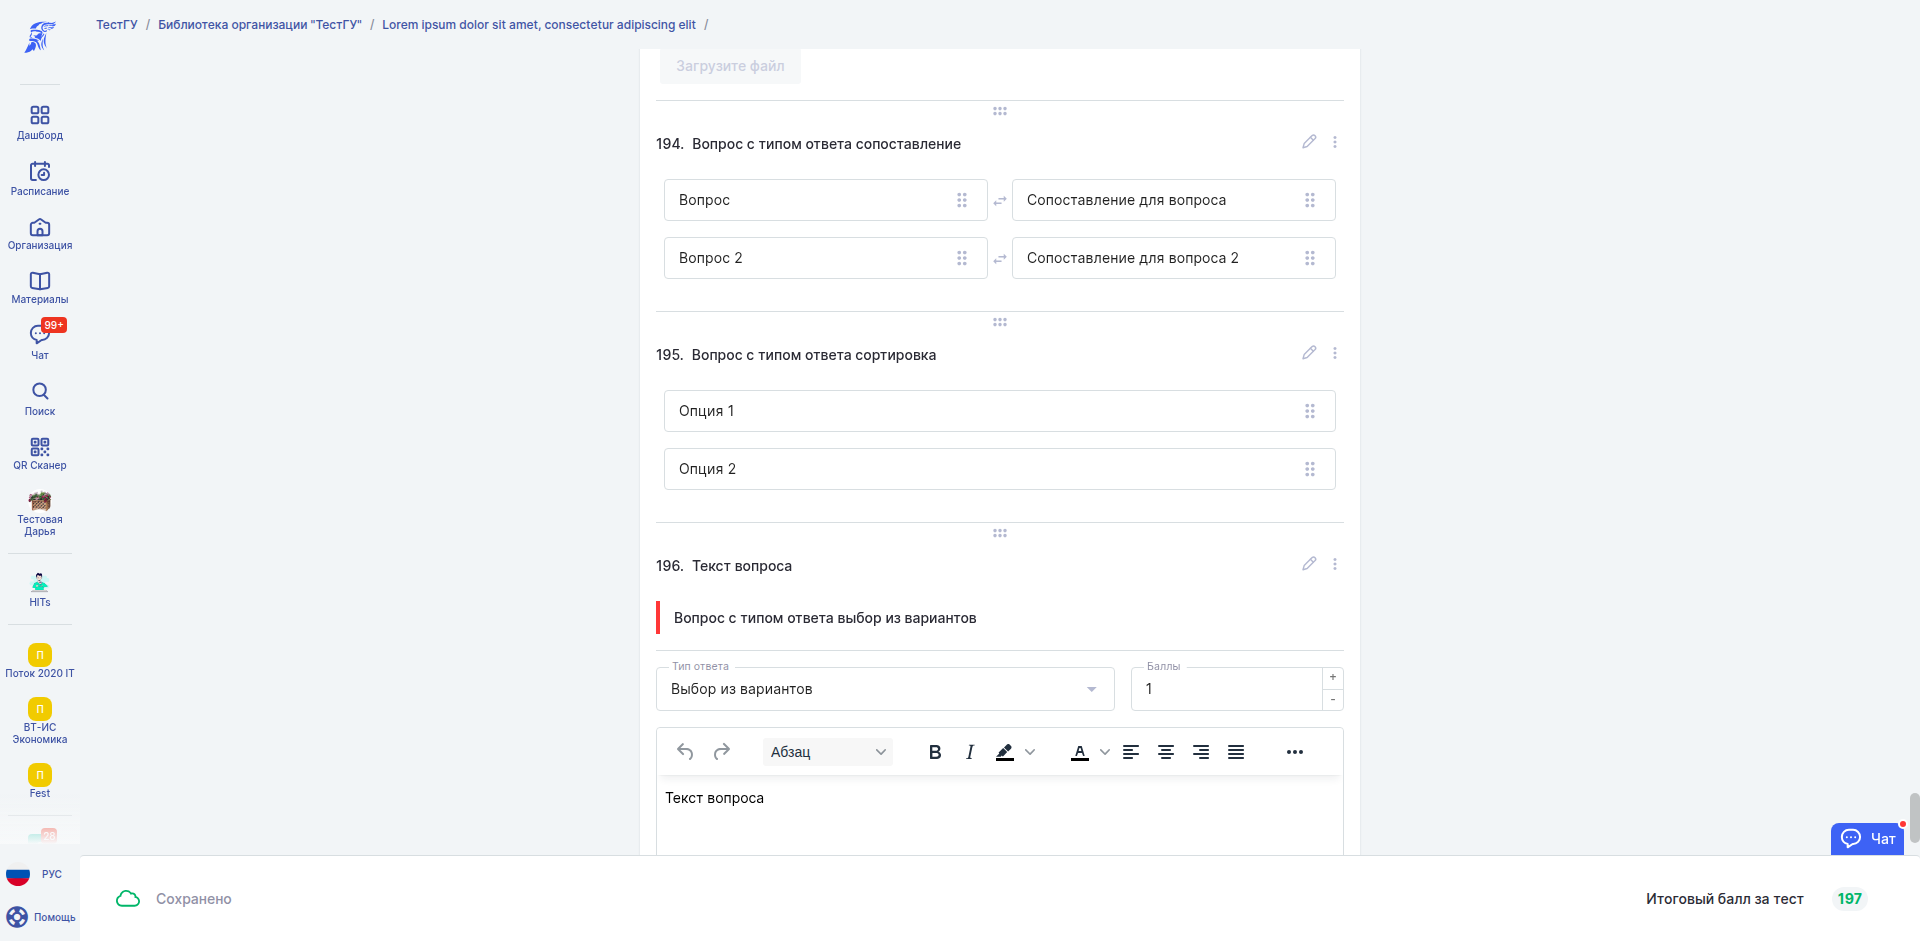 ТестГУ / Библиотека организации "ТестГУ" / Lorem ipsum dolor sit amet, consectetur adipiscing elit /
Дашборд
Расписание
Организация
Материалы
99+
Чат
Поиск
QR Сканер
Тестовая
Дарья
HITs
П
Поток 2020 IT
П
ВТ-ИС
Экономика
П
Fest
28
РУС
Помощь
Загрузите файл
194. Вопрос с типом ответа сопоставление
Вопрос
Сопоставление для вопроса
Вопрос 2
Сопоставление для вопроса 2
195. Вопрос с типом ответа сортировка
Опция 1
Опция 2
196. Текст вопроса
Вопрос с типом ответа выбор из вариантов
Тип ответа
Выбор из вариантов
Баллы
1
+
-
Абзац
B I A
Текст вопроса
Чат
Сохранено
Итоговый балл за тест 197